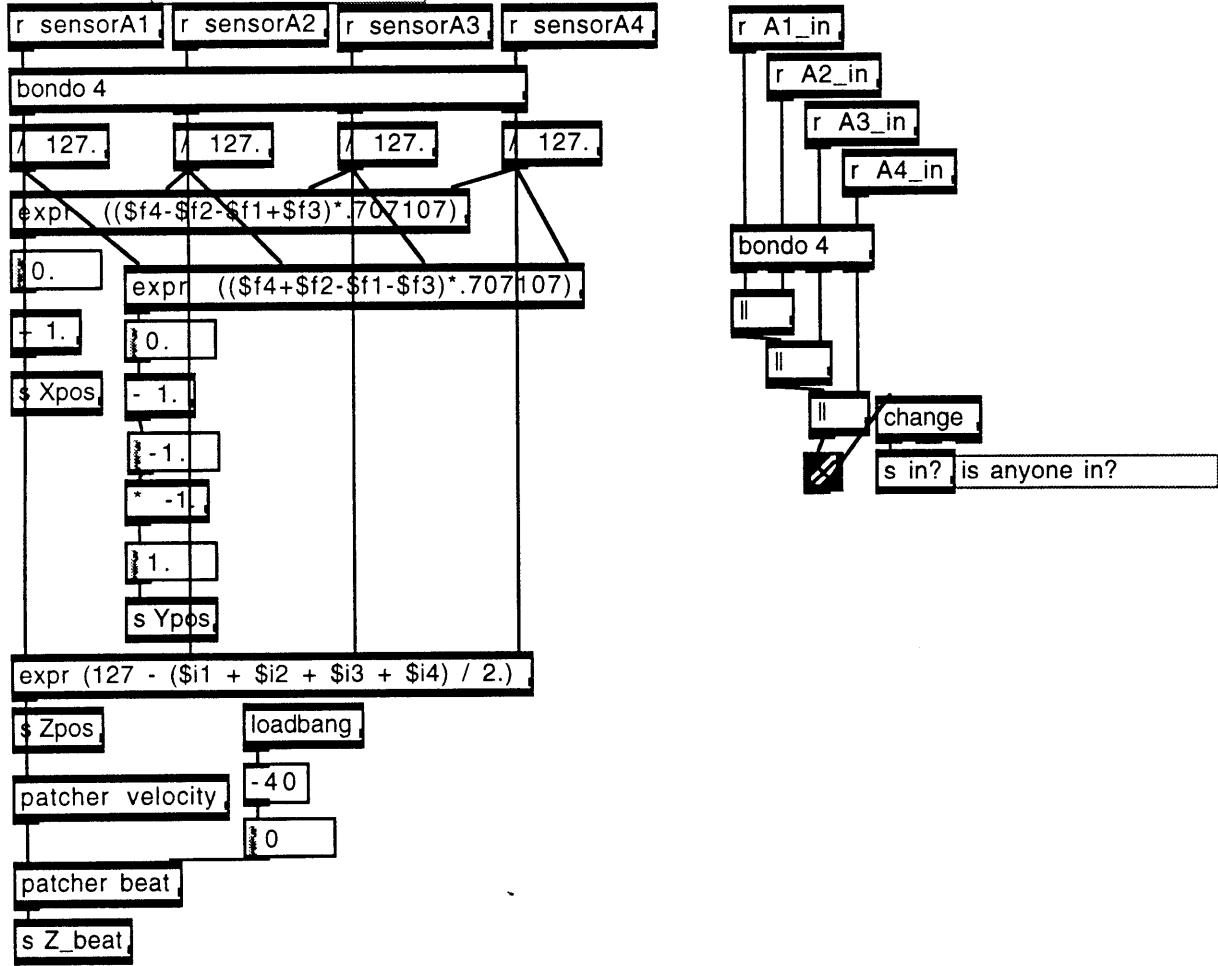 r sensorA1
r sensorA2
r sensorA3
r sensorA4
bondo 4
/ 127.
/ 127.
/ 127.
/ 127.
expr (($f4-$f2-$f1+$f3)*.707107)
0.
expr (($f4+$f2-$f1-$f3)*.707107)
1.
s Xpos
0.
- 1.
-1.
* -1.
1.
s Ypos
expr (127 - ($i1 + $i2 + $i3 + $i4) / 2.)
s Zpos
loadbang
-40
patcher velocity
0
patcher beat
s Z_beat
r A1_in
r A2_in
r A3_in
r A4_in
bondo 4
||
||
||
change
s in?
is anyone in?